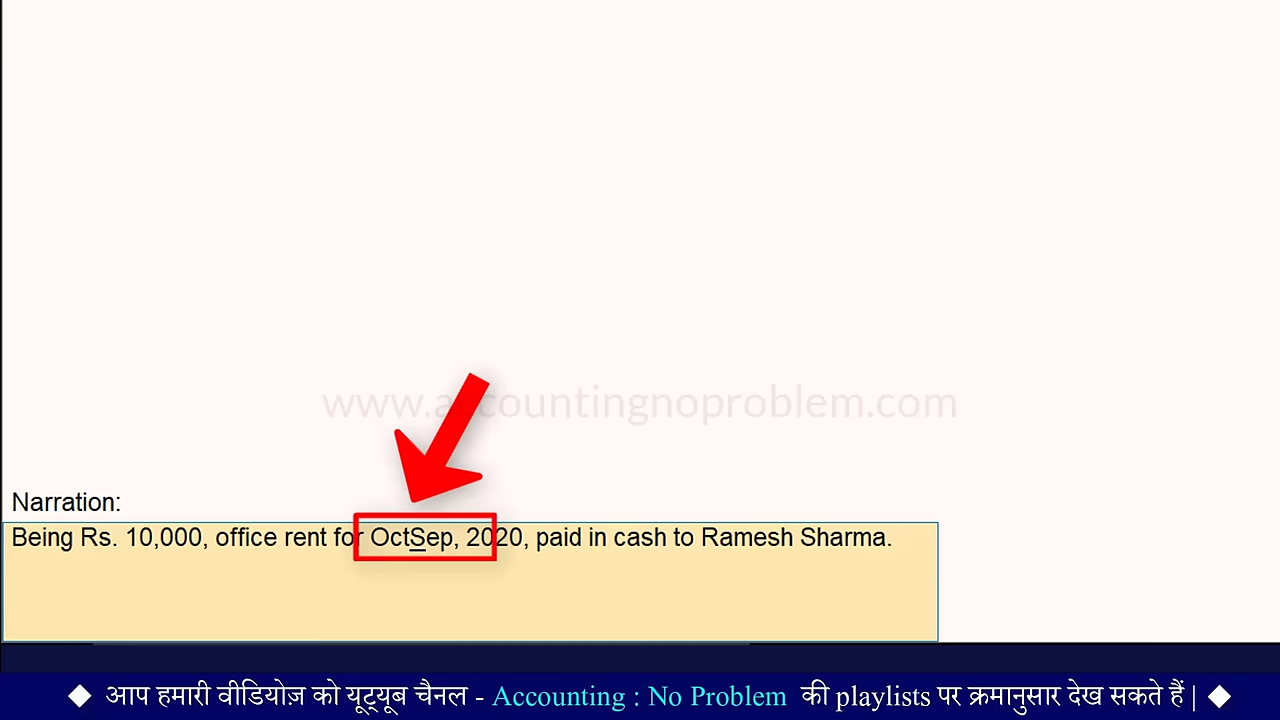 www.accountingnoproblem.com
Narration:
Being Rs. 10,000, office rent for OctSep, 2020, paid in cash to Ramesh Sharma.
◆ आप हमारी वीडियोज़ को यूट्यूब चैनल - Accounting : No Problem की playlists पर क्रमानुसार देख सकते हैं | ◆